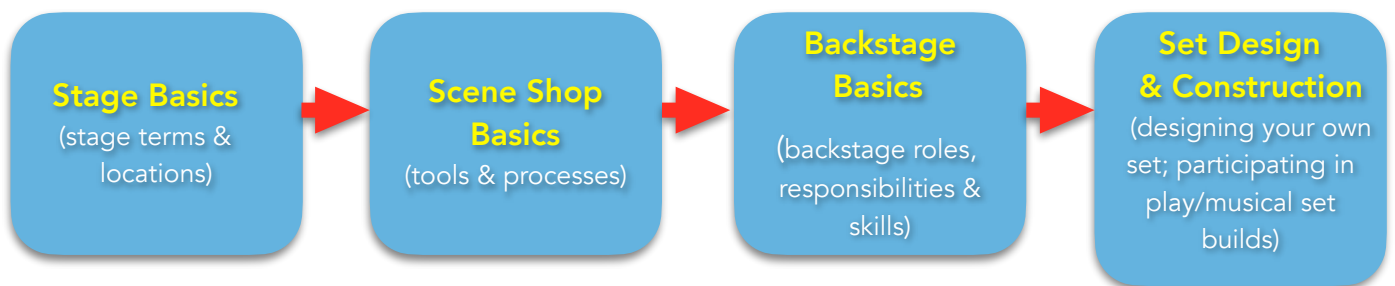 Stage Basics
(stage terms &
locations)
Scene Shop
Basics
(tools & processes)
Backstage
Basics
(backstage roles,
responsibilities &
skills)
Set Design
& Construction
(designing your own
set; participating in
play/musical set
builds)